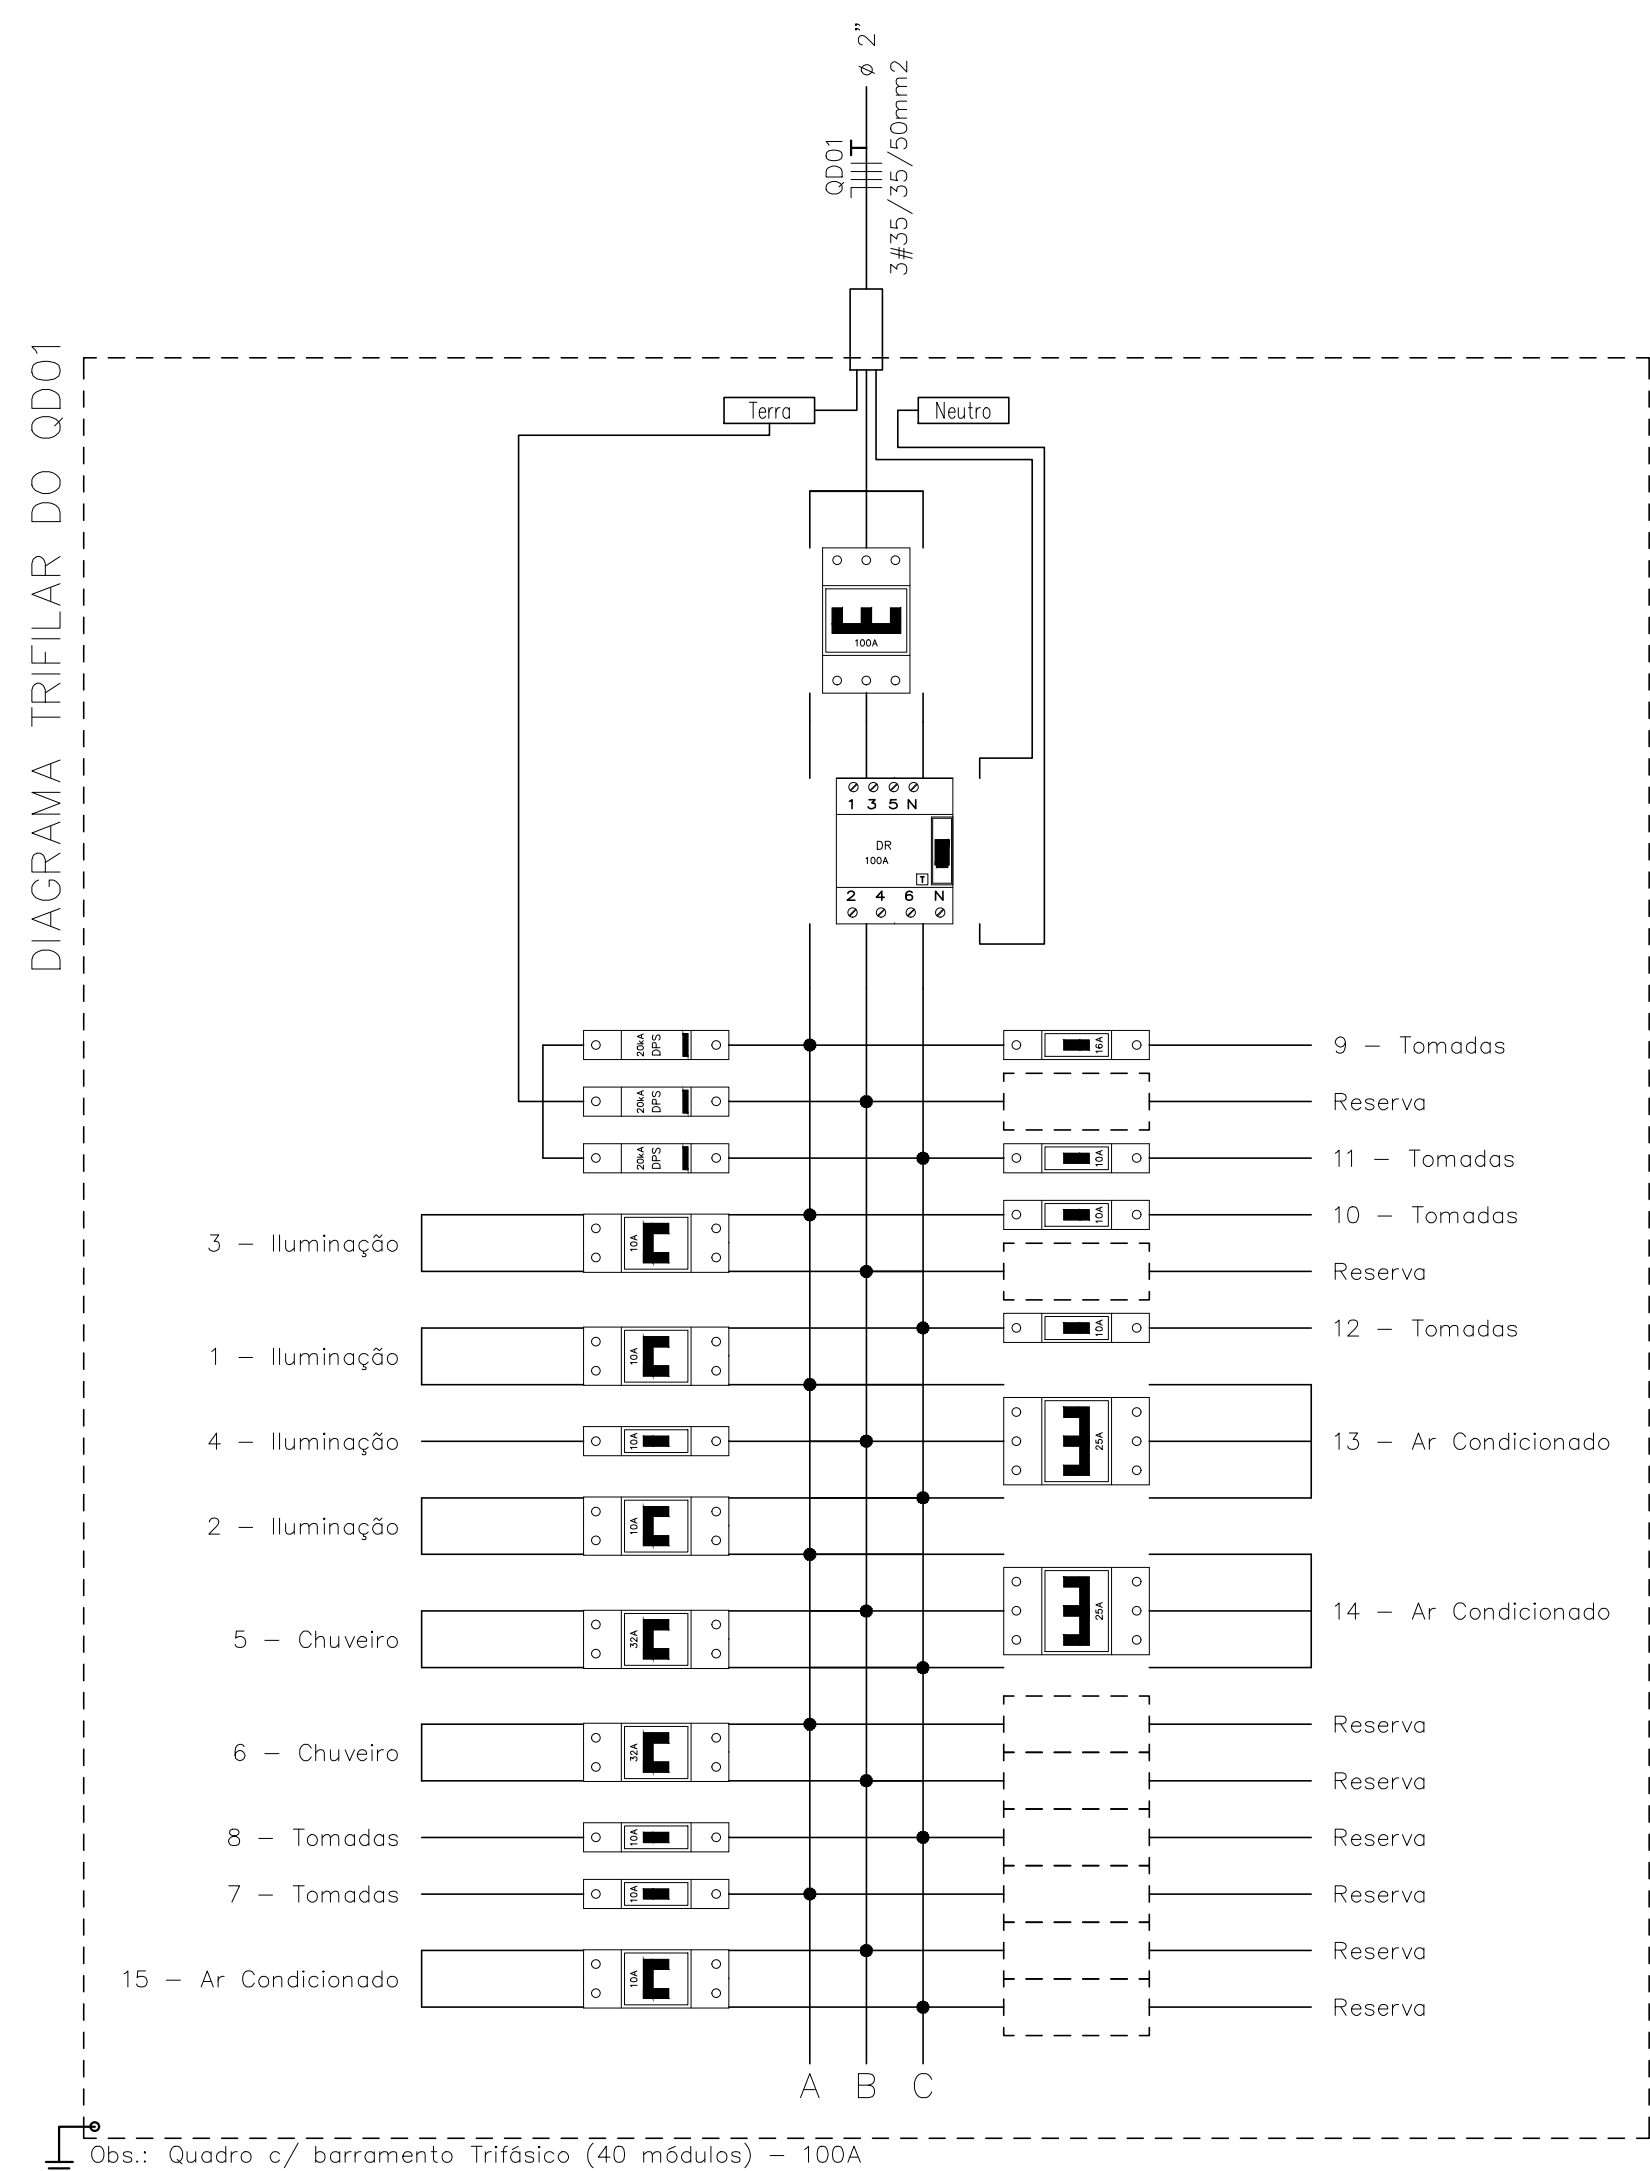 ø 2"
QD01
3#35/35/50mm2
DIAGRAMA TRIFILAR DO QD01
Terra
Neutro
100A
1 3 5 N
DR
100A
T
2 4 6 N
20kA
DPS
16A
9 - Tomadas
20kA
DPS
Reserva
20kA
DPS
10A
11 - Tomadas
10A
10 - Tomadas
3 - Iluminação
10A
Reserva
10A
12 - Tomadas
1 - Iluminação
10A
4 - Iluminação
10A
25A
13 - Ar Condicionado
2 - Iluminação
10A
25A
14 - Ar Condicionado
5 - Chuveiro
32A
Reserva
6 - Chuveiro
32A
Reserva
8 - Tomadas
10A
Reserva
7 - Tomadas
10A
Reserva
Reserva
15 - Ar Condicionado
10A
Reserva
A B C
Obs.: Quadro c/ barramento Trifásico (40 módulos) - 100A